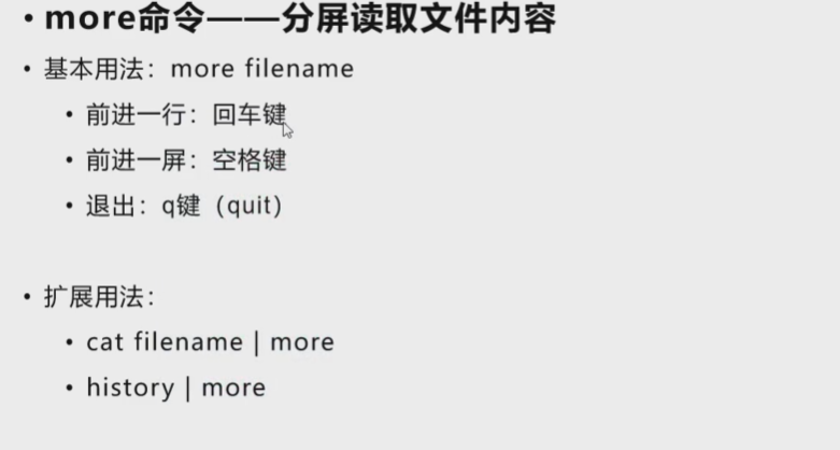 • more命令——分屏读取文件内容
• 基本用法：more filename
• 前进一行：回车键
• 前进一屏：空格键
• 退出：q键（quit）
• 扩展用法：
• cat filename | more
• history | more